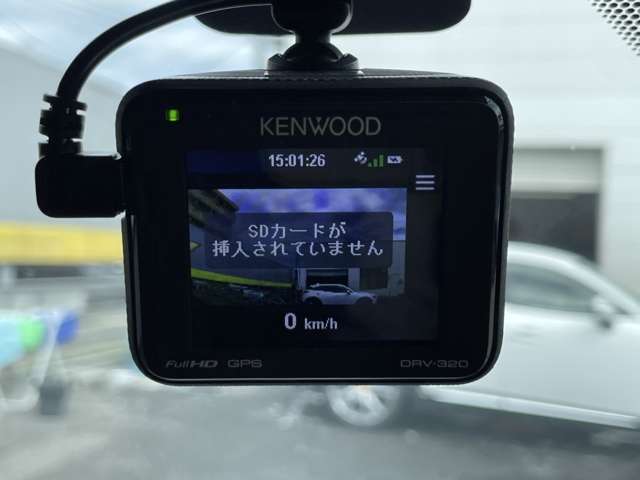 KENWOOD
15:01:26
SDカードが
挿入されていません
0 km/h
Full HD GPS DRV-320